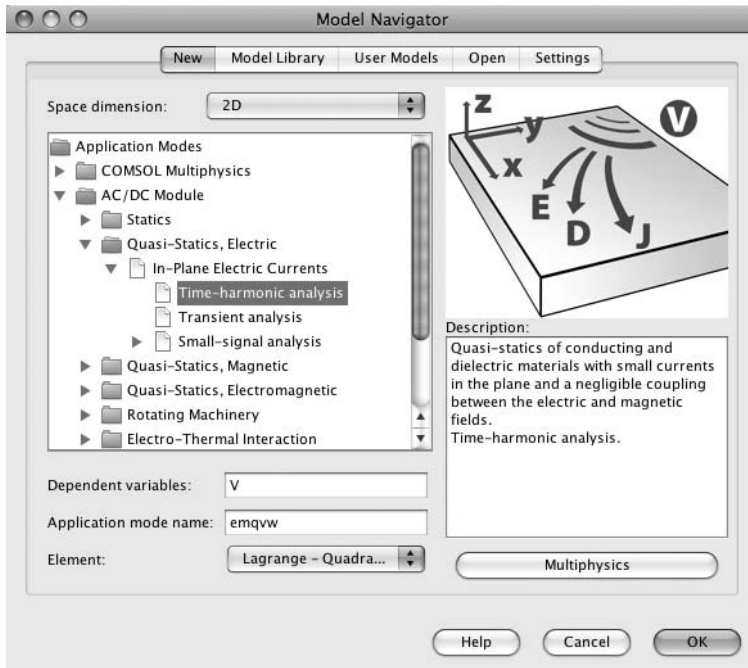 Model Navigator
New Model Library User Models Open Settings
Space dimension: 2D
Application Modes
COMSOL Multiphysics
AC/DC Module
Statics
Quasi-Statics, Electric
In-Plane Electric Currents
Time-harmonic analysis
Transient analysis
Small-signal analysis
Quasi-Statics, Magnetic
Quasi-Statics, Electromagnetic
Rotating Machinery
Electro-Thermal Interaction
Dependent variables: V
Application mode name: emqvw
Element: Lagrange - Quadra...
z
y
x
V
E
D
J
Description:
Quasi-statics of conducting and
dielectric materials with small currents
in the plane and a negligible coupling
between the electric and magnetic
fields.
Time-harmonic analysis.
Multiphysics
Help Cancel OK